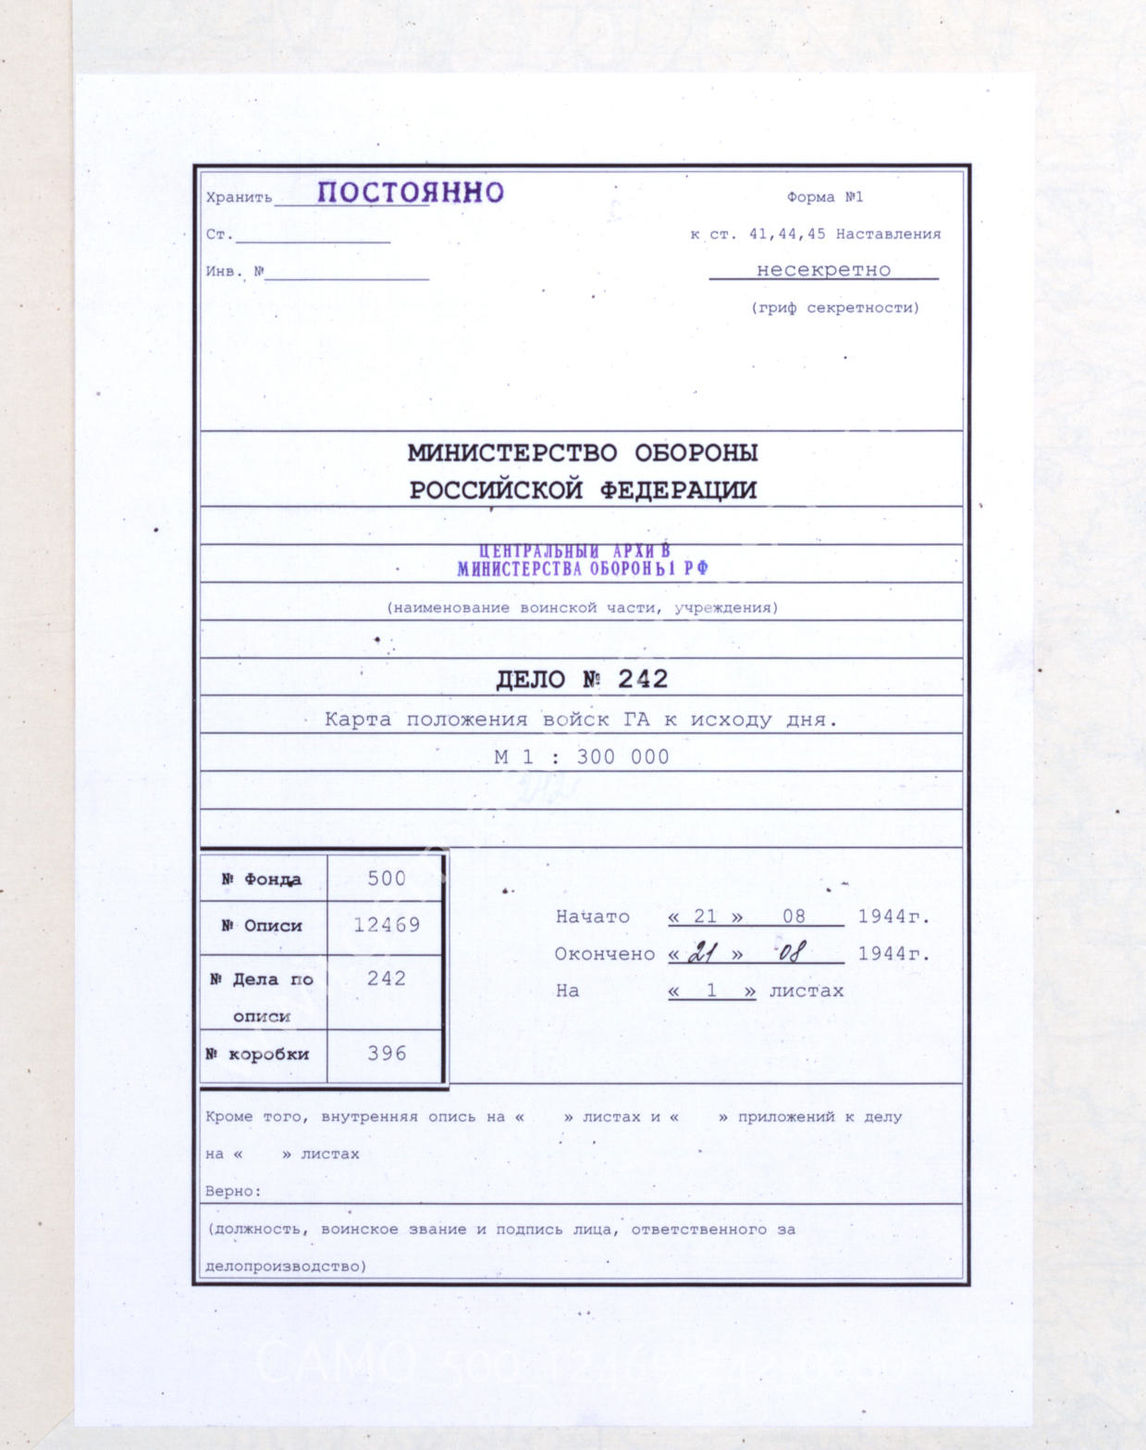 Хранить ПОСТОЯННО
Форма №1
Ст.
к ст. 41,44,45 Наставления
Инв. №
несекретно
(гриф секретности)
МИНИСТЕРСТВО ОБОРОНЫ
РОССИЙСКОЙ ФЕДЕРАЦИИ
ЦЕНТРАЛЬНЫЙ АРХИВ
МИНИСТЕРСТВА ОБОРОНЫ РФ
(наименование воинской части, учреждения)
ДЕЛО № 242
Карта положения войск ГА к исходу дня.
М 1 : 300 000
№ Фонда 500
№ Описи 12469
№ Дела по 242
описи
№ коробки 396
Начато « 21 » 08 1944г.
Окончено « 21 » 08 1944г.
На « 1 » листах
Кроме того, внутренняя опись на « » листах и « » приложений к делу
на « » листах
Верно:
(должность, воинское звание и подпись лица, ответственного за
делопроизводство)